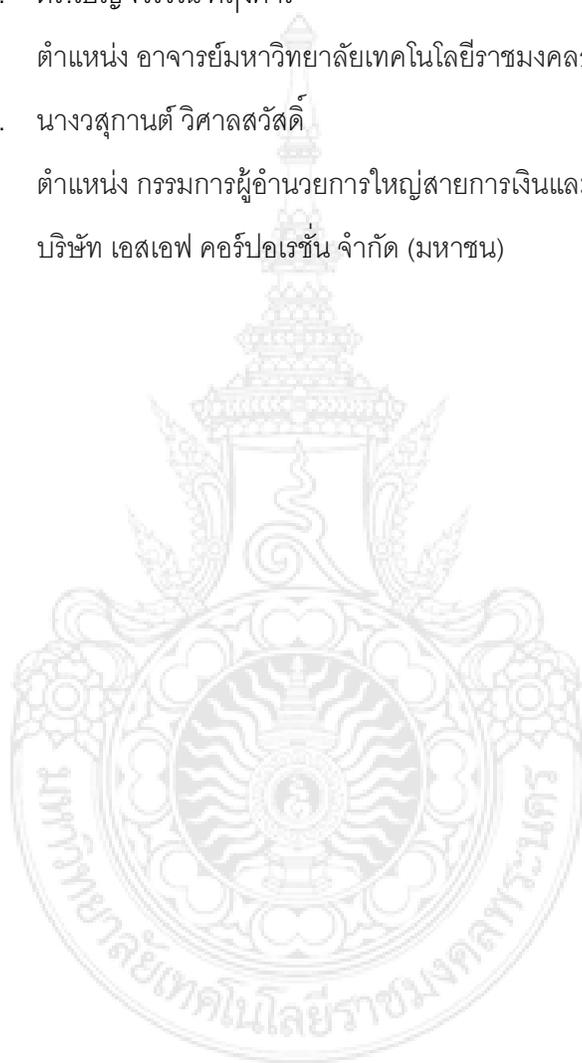 ตำแหน่ง อาจารย์มหาวิทยาลัยเทคโนโลยีราชมงคล
นางวสุกานต์ วิศาลสวัสดิ์
ตำแหน่ง กรรมการผู้อำนวยการใหญ่สายการเงินและ
บริษัท เอสเอฟ คอร์ปอเรชั่น จำกัด (มหาชน)
มหาวิทยาลัยเทคโนโลยีราชมงคลพระนคร